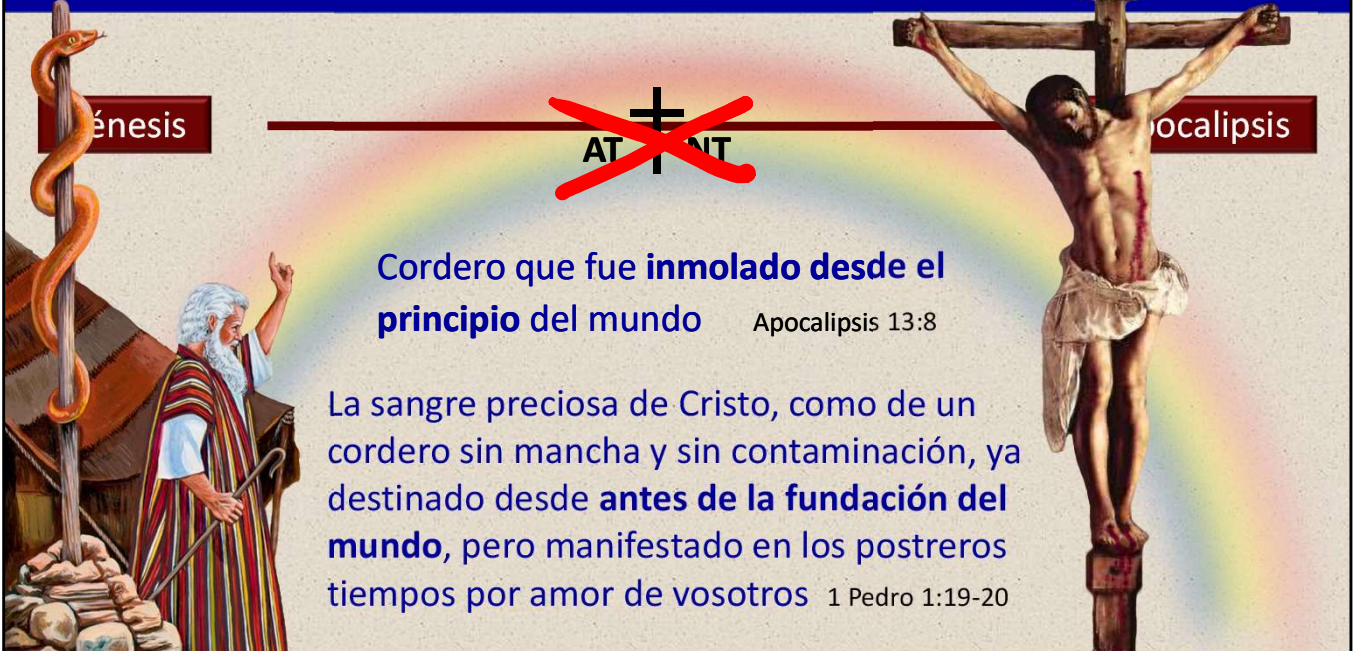 énesis
pocalipsis
AT NT
Cordero que fue inmolado desde el
principio del mundo Apocalipsis 13:8
La sangre preciosa de Cristo, como de un
cordero sin mancha y sin contaminación, ya
destinado desde antes de la fundación del
mundo, pero manifestado en los postreros
tiempos por amor de vosotros 1 Pedro 1:19-20